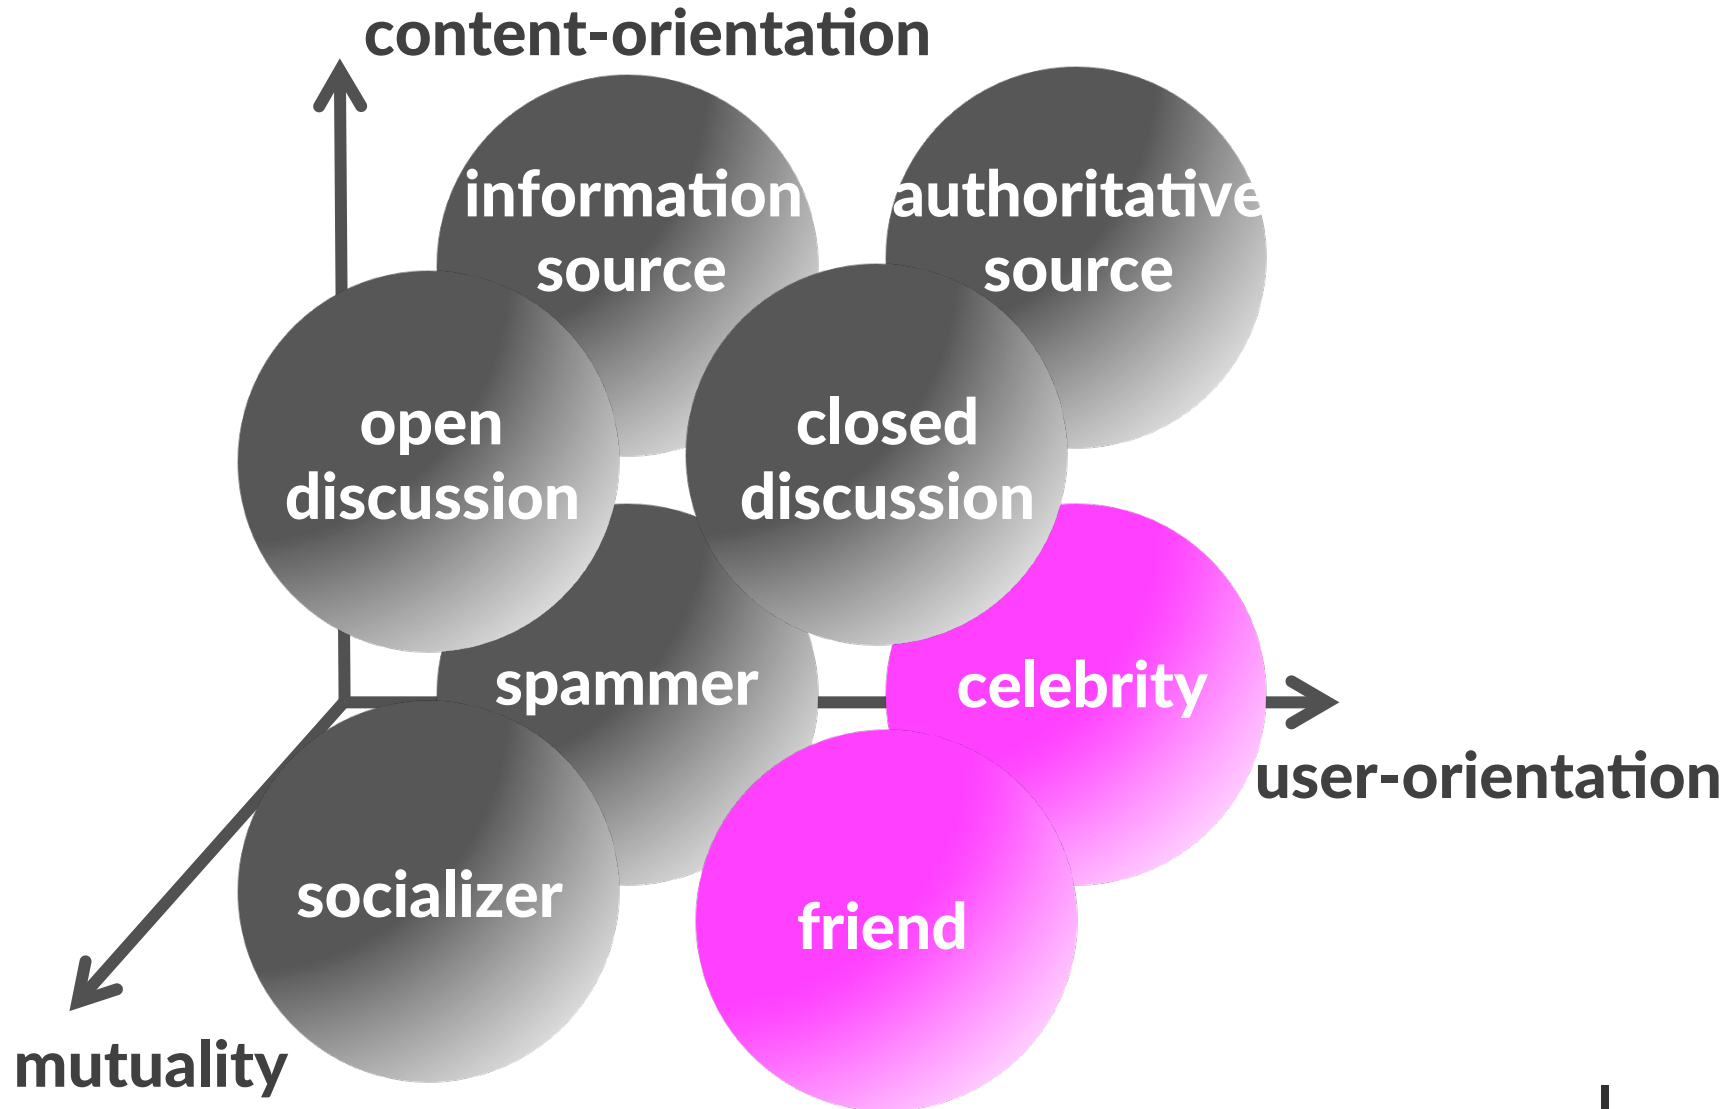 content-orientation
information
source
authoritative
source
open
discussion
closed
discussion
spammer
celebrity
user-orientation
socializer
friend
mutuality